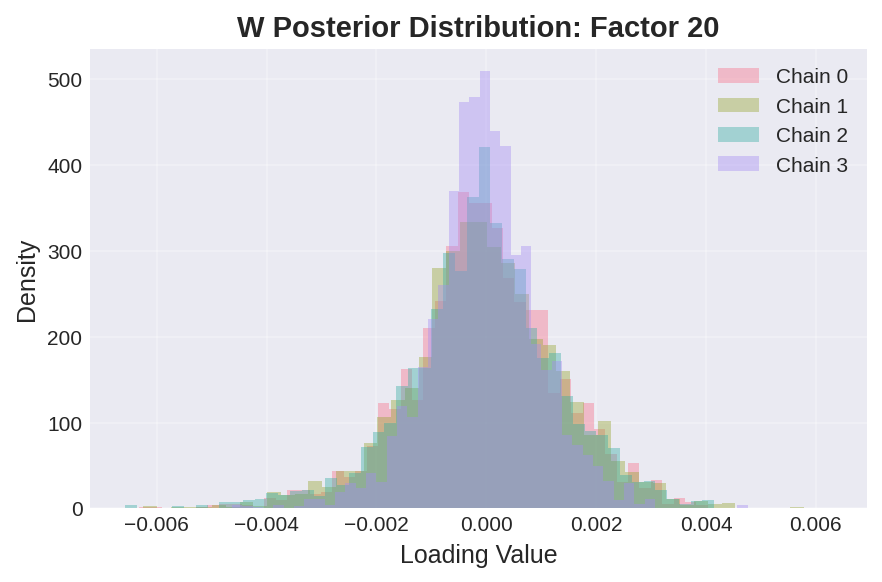 W Posterior Distribution: Factor 20
Chain 0
Chain 1
Chain 2
Chain 3
500
400
300
200
100
0
Density
−0.006 −0.004 −0.002 0.000 0.002 0.004 0.006
Loading Value